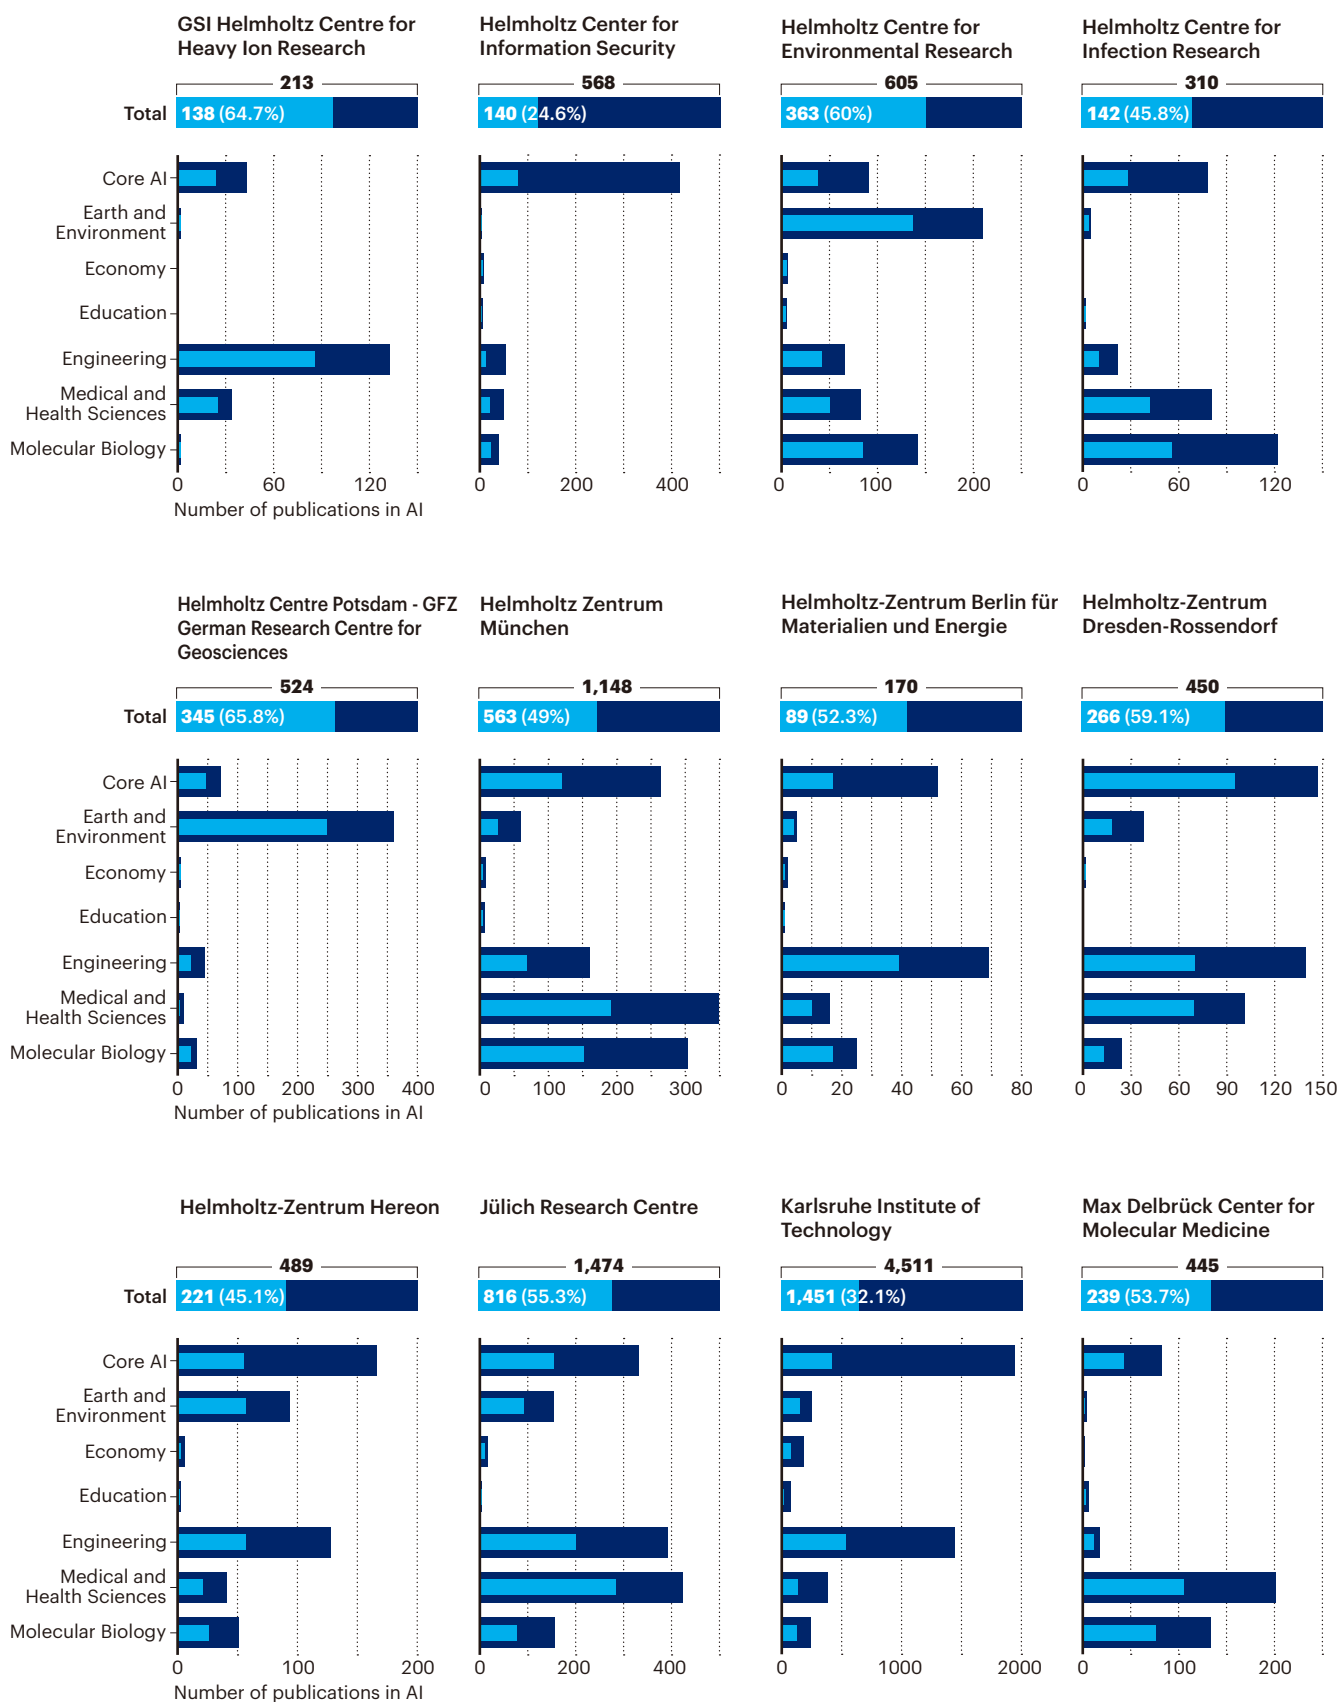 GSI Helmholtz Centre for
Heavy Ion Research
213
Total
138 (64.7%)
Core AI
Earth and
Environment
Economy
Education
Engineering
Medical and
Health Sciences
Molecular Biology
0 60 120
Number of publications in AI
Helmholtz Center for
Information Security
568
140 (24.6%)
0 200 400
Helmholtz Centre for
Environmental Research
605
363 (60%)
0 100 200
Helmholtz Centre for
Infection Research
310
142 (45.8%)
0 60 120
Helmholtz Centre Potsdam - GFZ
German Research Centre for
Geosciences
524
Total
345 (65.8%)
Core AI
Earth and
Environment
Economy
Education
Engineering
Medical and
Health Sciences
Molecular Biology
0 100 200 300 400
Number of publications in AI
Helmholtz Zentrum
München
1,148
563 (49%)
0 100 200 300
Helmholtz-Zentrum Berlin für
Materialien und Energie
170
89 (52.3%)
0 20 40 60 80
Helmholtz-Zentrum
Dresden-Rossendorf
450
266 (59.1%)
0 30 60 90 120 150
Helmholtz-Zentrum Hereon
489
Total
221 (45.1%)
Core AI
Earth and
Environment
Economy
Education
Engineering
Medical and
Health Sciences
Molecular Biology
0 100 200
Number of publications in AI
Jülich Research Centre
1,474
816 (55.3%)
0 200 400
Karlsruhe Institute of
Technology
4,511
1,451 (32.1%)
0 1000 2000
Max Delbrück Center for
Molecular Medicine
445
239 (53.7%)
0 100 200